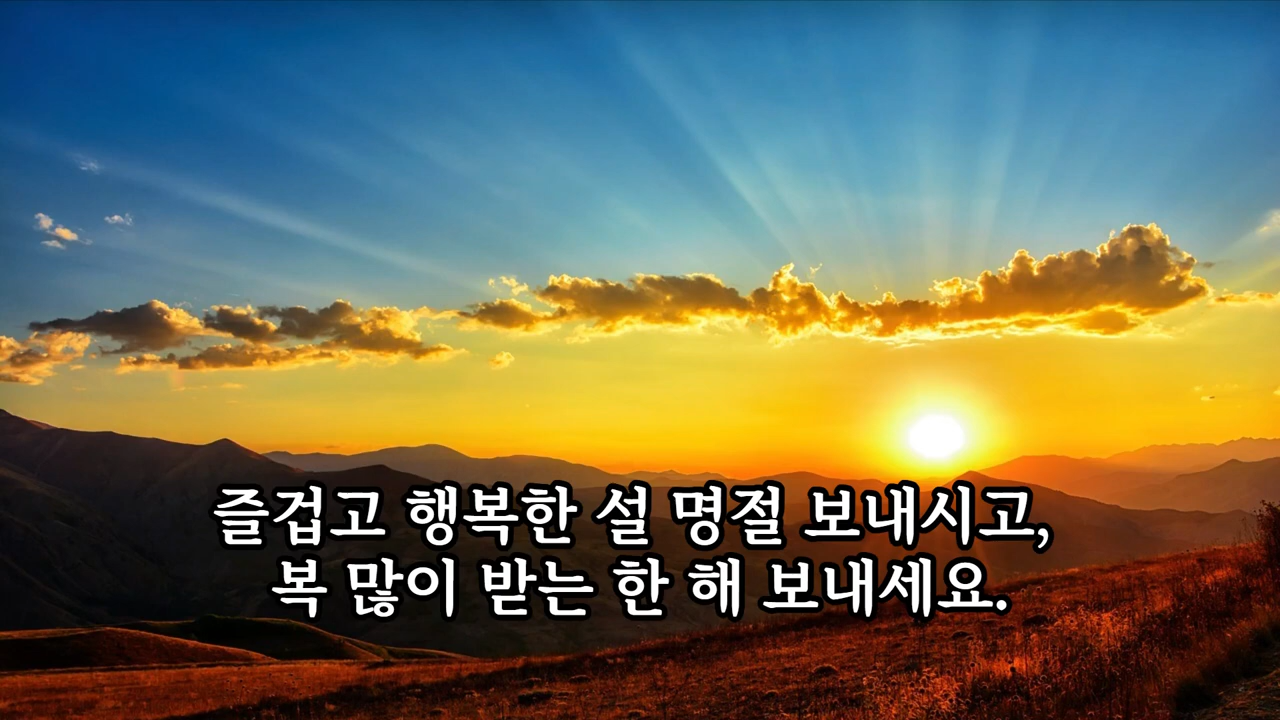 즐겁고 행복한 설 명절 보내시고,
복 많이 받는 한 해 보내세요.